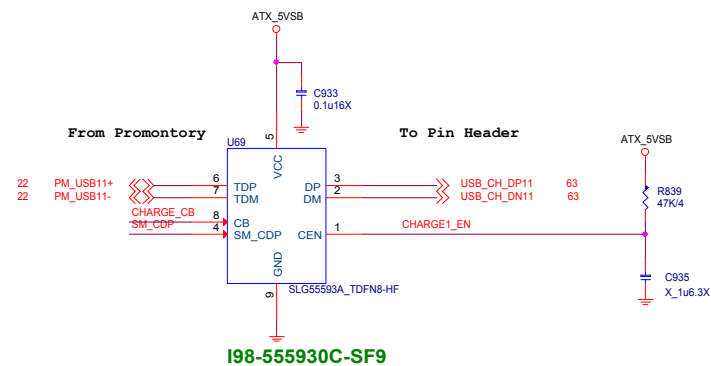 ATX_5VSB
C933
0.1u16X
From Promontory
To Pin Header
ATX_5VSB
U69
5
VCC
22 PM_USB11+ 6 TDP DP 3 USB_CH_DP11 63
22 PM_USB11- 7 TDM DM 2 USB_CH_DN11 63
R839
47K/4
CHARGE_CB 8 CB
SM_CDP 4 SM_CDP CEN 1 CHARGE1_EN
GND
9
SLG55593A_TDFN8-HF
C935
X_1u6.3X
I98-555930C-SF9